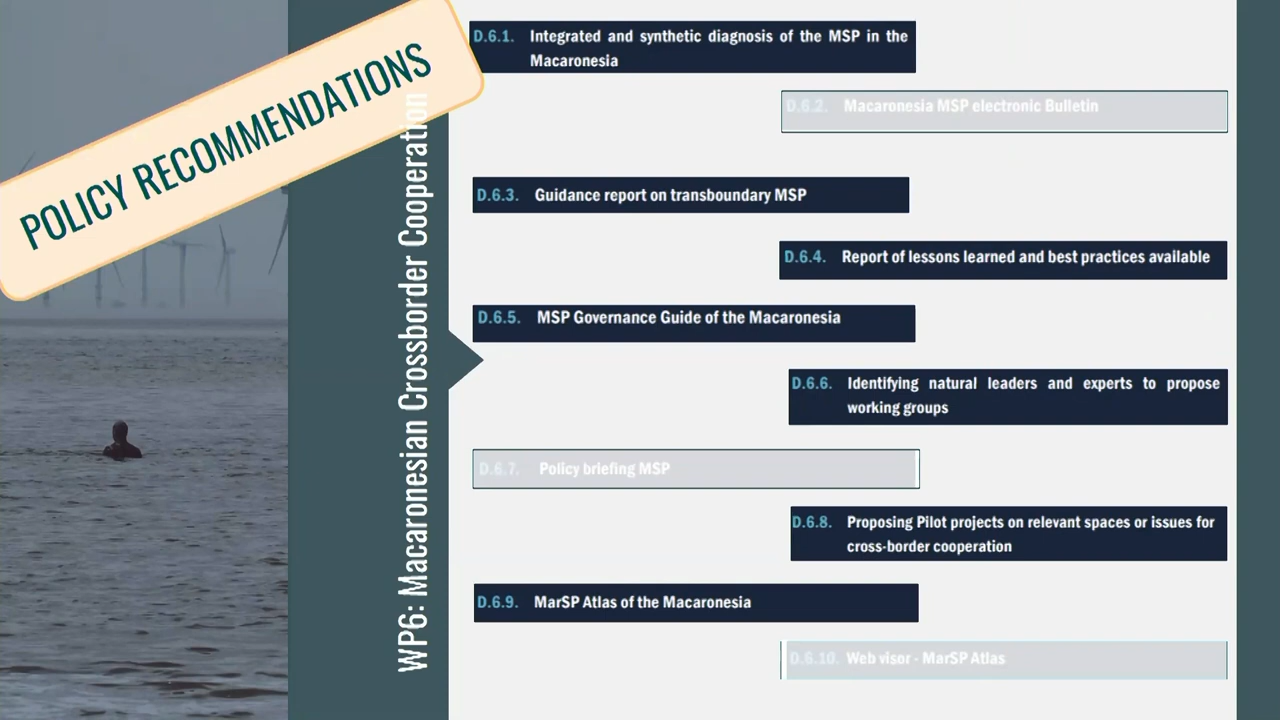 POLICY RECOMMENDATIONS
WP6: Macaronesian Crossborder Cooperation
D.6.1. Integrated and synthetic diagnosis of the MSP in the
Macaronesia
D.6.2. Macaronesia MSP electronic Bulletin
D.6.3. Guidance report on transboundary MSP
D.6.4. Report of lessons learned and best practices available
D.6.5. MSP Governance Guide of the Macaronesia
D.6.6. Identifying natural leaders and experts to propose
working groups
D.6.7. Policy briefing MSP
D.6.8. Proposing Pilot projects on relevant spaces or issues for
cross-border cooperation
D.6.9. MarSP Atlas of the Macaronesia
D.6.10. Web visor - MarSP Atlas